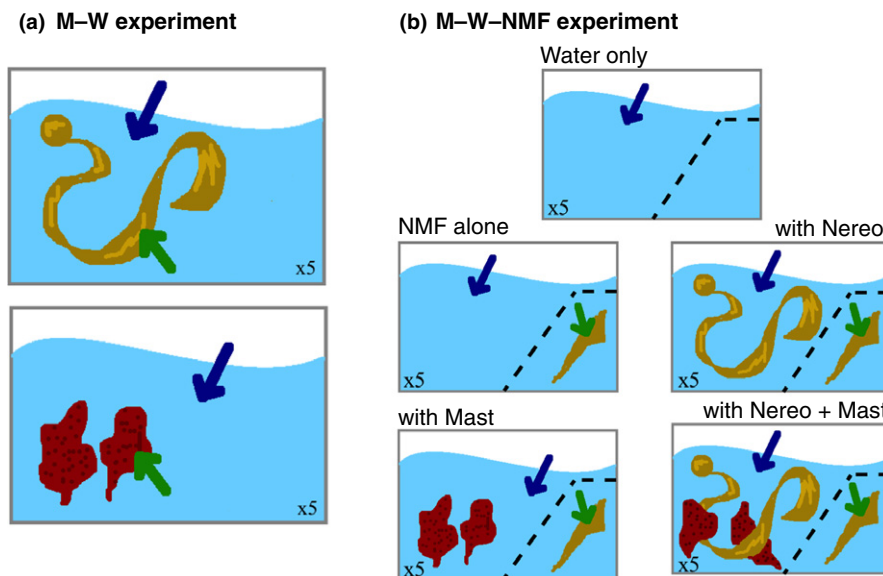 (a) M–W experiment
x5
x5
(b) M–W–NMF experiment
Water only
x5
NMF alone
x5
with Nereo
x5
with Mast
x5
with Nereo + Mast
x5